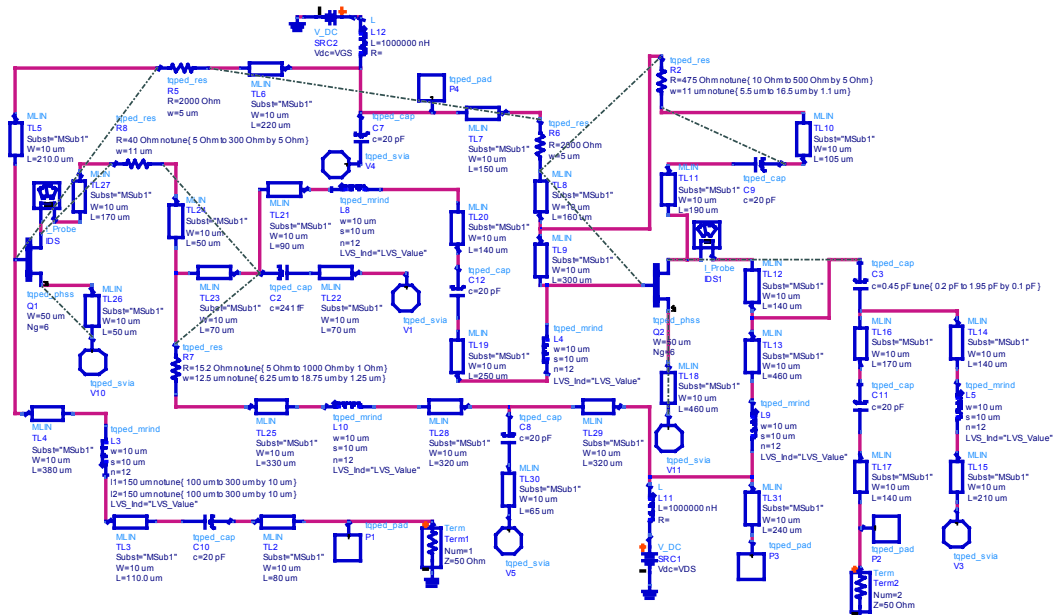 V_DC
SRC2
Vdc=VGS
L
L12
L=1000000 nH
R=
tqped_res
R5
R=2000 Ohm
w=5 um
MLIN
TL6
Subst="MSub1"
W=10 um
L=220 um
tqped_pad
P4
tqped_res
R2
R=475 Ohm notune{ 10 Ohm to 500 Ohm by 5 Ohm }
w=11 um notune{ 5.5 um to 16.5 um by 1.1 um }
MLIN
TL5
Subst="MSub1"
W=10 um
L=210.0 um
tqped_res
R8
R=40 Ohm notune{ 5 Ohm to 300 Ohm by 5 Ohm }
w=11 um
tqped_cap
C7
c=20 pF
tqped_svia
V4
MLIN
TL7
Subst="MSub1"
W=10 um
L=150 um
tqped_res
R6
R=2000 Ohm
w=5 um
MLIN
TL10
Subst="MSub1"
W=10 um
L=105 um
tqped_cap
C9
c=20 pF
MLIN
TL27
Subst="MSub1"
W=10 um
L=170 um
I_Probe
IDS
MLIN
TL24
Subst="MSub1"
W=10 um
L=50 um
MLIN
TL21
Subst="MSub1"
W=10 um
L=90 um
tqped_mrind
L8
w=10 um
s=10 um
n=12
LVS_Ind="LVS_Value"
MLIN
TL20
Subst="MSub1"
W=10 um
L=140 um
MLIN
TL8
Subst="MSub1"
W=10 um
L=160 um
MLIN
TL11
Subst="MSub1"
W=10 um
L=190 um
I_Probe
IDS1
MLIN
TL9
Subst="MSub1"
W=10 um
L=300 um
MLIN
TL12
Subst="MSub1"
W=10 um
L=140 um
tqped_cap
C3
c=0.45 pF tune{ 0.2 pF to 1.95 pF by 0.1 pF }
tqped_phss
Q1
W=50 um
Ng=6
MLIN
TL26
Subst="MSub1"
W=10 um
L=50 um
tqped_svia
V10
MLIN
TL23
Subst="MSub1"
W=10 um
L=70 um
tqped_cap
C2
c=241 fF
MLIN
TL22
Subst="MSub1"
W=10 um
L=70 um
tqped_svia
V1
tqped_cap
C12
c=20 pF
MLIN
TL19
Subst="MSub1"
W=10 um
L=250 um
tqped_mrind
L4
w=10 um
s=10 um
n=12
LVS_Ind="LVS_Value"
tqped_phss
Q2
W=50 um
Ng=6
MLIN
TL18
Subst="MSub1"
W=10 um
L=460 um
tqped_svia
V11
MLIN
TL13
Subst="MSub1"
W=10 um
L=460 um
MLIN
TL16
Subst="MSub1"
W=10 um
L=170 um
MLIN
TL14
Subst="MSub1"
W=10 um
L=140 um
tqped_res
R7
R=15.2 Ohm notune{ 5 Ohm to 1000 Ohm by 1 Ohm }
w=12.5 um notune{ 6.25 um to 18.75 um by 1.25 um }
tqped_cap
C11
c=20 pF
tqped_mrind
L5
w=10 um
s=10 um
n=12
LVS_Ind="LVS_Value"
MLIN
TL4
Subst="MSub1"
W=10 um
L=380 um
tqped_mrind
L3
w=10 um
s=10 um
n=12
l1=150 um notune{ 100 um to 300 um by 10 um }
l2=150 um notune{ 100 um to 300 um by 10 um }
LVS_Ind="LVS_Value"
MLIN
TL25
Subst="MSub1"
W=10 um
L=330 um
tqped_mrind
L10
w=10 um
s=10 um
n=12
LVS_Ind="LVS_Value"
MLIN
TL28
Subst="MSub1"
W=10 um
L=320 um
tqped_cap
C8
c=20 pF
MLIN
TL29
Subst="MSub1"
W=10 um
L=320 um
tqped_mrind
L9
w=10 um
s=10 um
n=12
LVS_Ind="LVS_Value"
MLIN
TL17
Subst="MSub1"
W=10 um
L=140 um
MLIN
TL15
Subst="MSub1"
W=10 um
L=210 um
MLIN
TL30
Subst="MSub1"
W=10 um
L=65 um
L
L11
L=1000000 nH
R=
MLIN
TL31
Subst="MSub1"
W=10 um
L=240 um
MLIN
TL3
Subst="MSub1"
W=10 um
L=110.0 um
tqped_cap
C10
c=20 pF
MLIN
TL2
Subst="MSub1"
W=10 um
L=80 um
tqped_pad
P1
Term
Term1
Num=1
Z=50 Ohm
tqped_svia
V5
V_DC
SRC1
Vdc=VDS
tqped_pad
P3
tqped_pad
P2
tqped_svia
V3
Term
Term2
Num=2
Z=50 Ohm